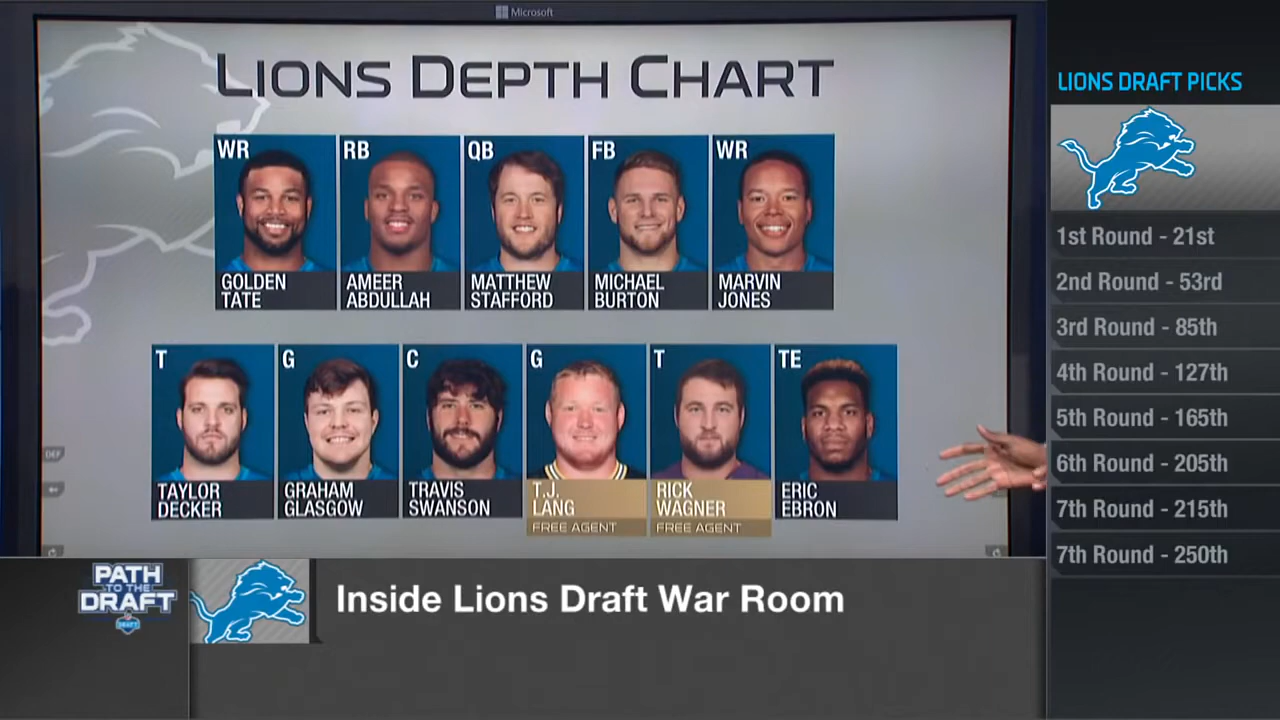 Microsoft
LIONS DEPTH CHART
WR
GOLDEN
TATE
RB
AMEER
ABDULLAH
QB
MATTHEW
STAFFORD
FB
MICHAEL
BURTON
WR
MARVIN
JONES
T
TAYLOR
DECKER
G
GRAHAM
GLASGOW
C
TRAVIS
SWANSON
G
T.J.
LANG
FREE AGENT
T
RICK
WAGNER
FREE AGENT
TE
ERIC
EBRON
DEF
LIONS DRAFT PICKS
1st Round - 21st
2nd Round - 53rd
3rd Round - 85th
4th Round - 127th
5th Round - 165th
6th Round - 205th
7th Round - 215th
7th Round - 250th
PATH
TO THE
DRAFT
DRAFT
Inside Lions Draft War Room